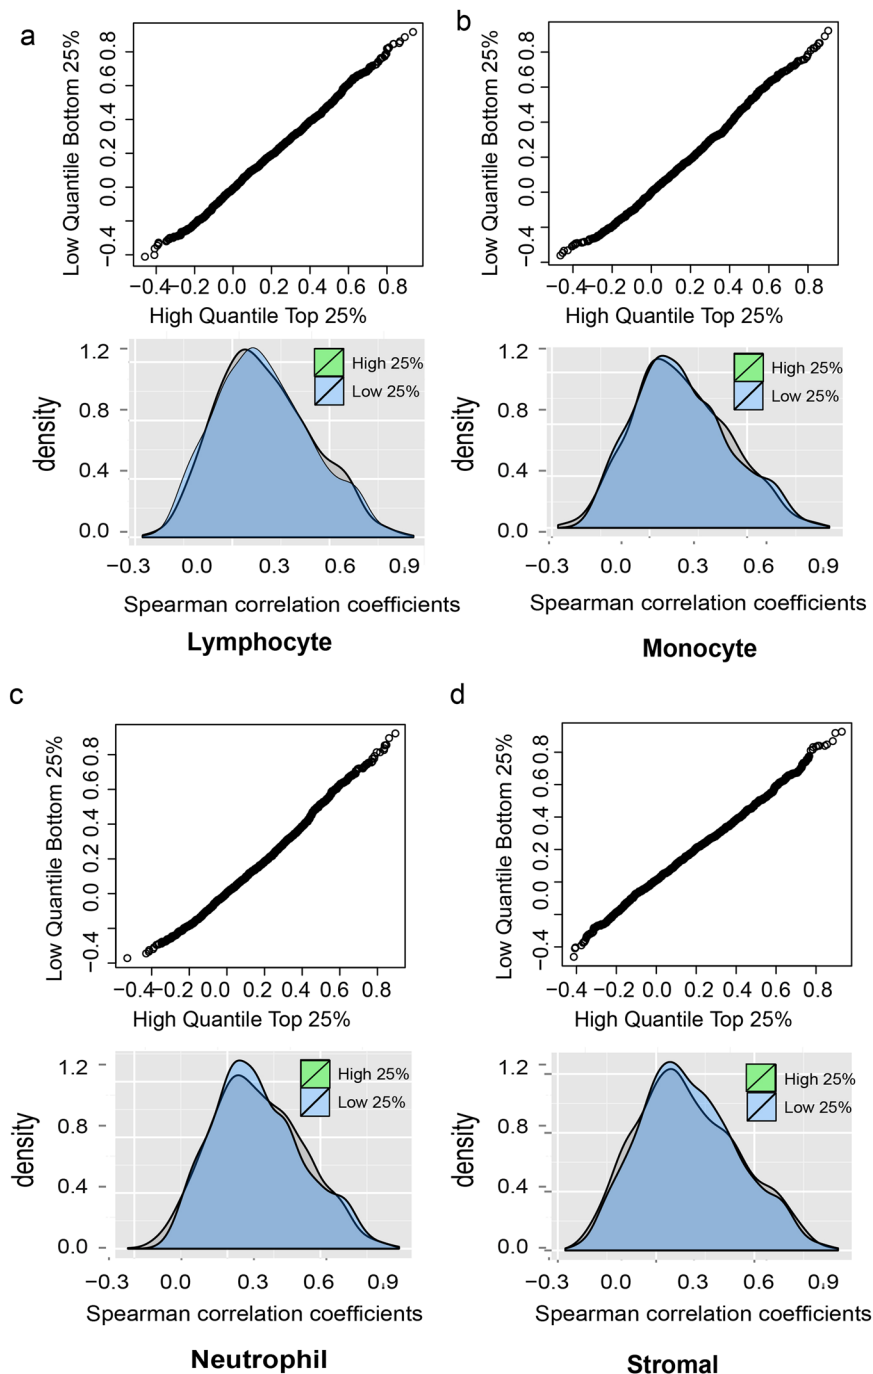 a
Low Quantile Bottom 25%
−0.4 0.0 0.2 0.4 0.6 0.8
−0.4 −0.2 0.0 0.2 0.4 0.6 0.8
High Quantile Top 25%
density
1.2
0.8
0.4
0.0
High 25%
Low 25%
−0.3 0.0 0.3 0.6 0.9
Spearman correlation coefficients
Lymphocyte
b
Low Quantile Bottom 25%
−0.4 0.0 0.2 0.4 0.6 0.8
−0.4 −0.2 0.0 0.2 0.4 0.6 0.8
High Quantile Top 25%
density
1.2
0.8
0.4
0.0
High 25%
Low 25%
−0.3 0.0 0.3 0.6 0.9
Spearman correlation coefficients
Monocyte
c
Low Quantile Bottom 25%
−0.4 0.0 0.2 0.4 0.6 0.8
−0.4 −0.2 0.0 0.2 0.4 0.6 0.8
High Quantile Top 25%
density
1.2
0.8
0.4
0.0
High 25%
Low 25%
−0.3 0.0 0.3 0.6 0.9
Spearman correlation coefficients
Neutrophil
d
Low Quantile Bottom 25%
−0.4 0.0 0.2 0.4 0.6 0.8
−0.4 −0.2 0.0 0.2 0.4 0.6 0.8
High Quantile Top 25%
density
1.2
0.8
0.4
0.0
High 25%
Low 25%
−0.3 0.0 0.3 0.6 0.9
Spearman correlation coefficients
Stromal